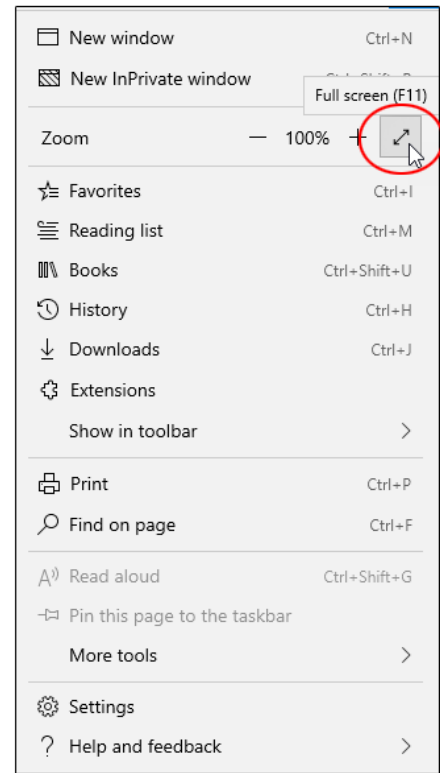 New window Ctrl+N
New InPrivate window
Full screen (F11)
Zoom — 100% +
Favorites Ctrl+I
Reading list Ctrl+M
Books Ctrl+Shift+U
History Ctrl+H
Downloads Ctrl+J
Extensions
Show in toolbar
Print Ctrl+P
Find on page Ctrl+F
Read aloud Ctrl+Shift+G
Pin this page to the taskbar
More tools
Settings
Help and feedback